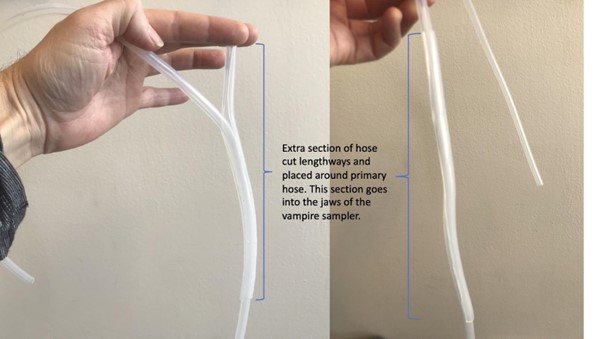 Extra section of hose
cut lengthways and
placed around primary
hose. This section goes
into the jaws of the
vampire sampler.